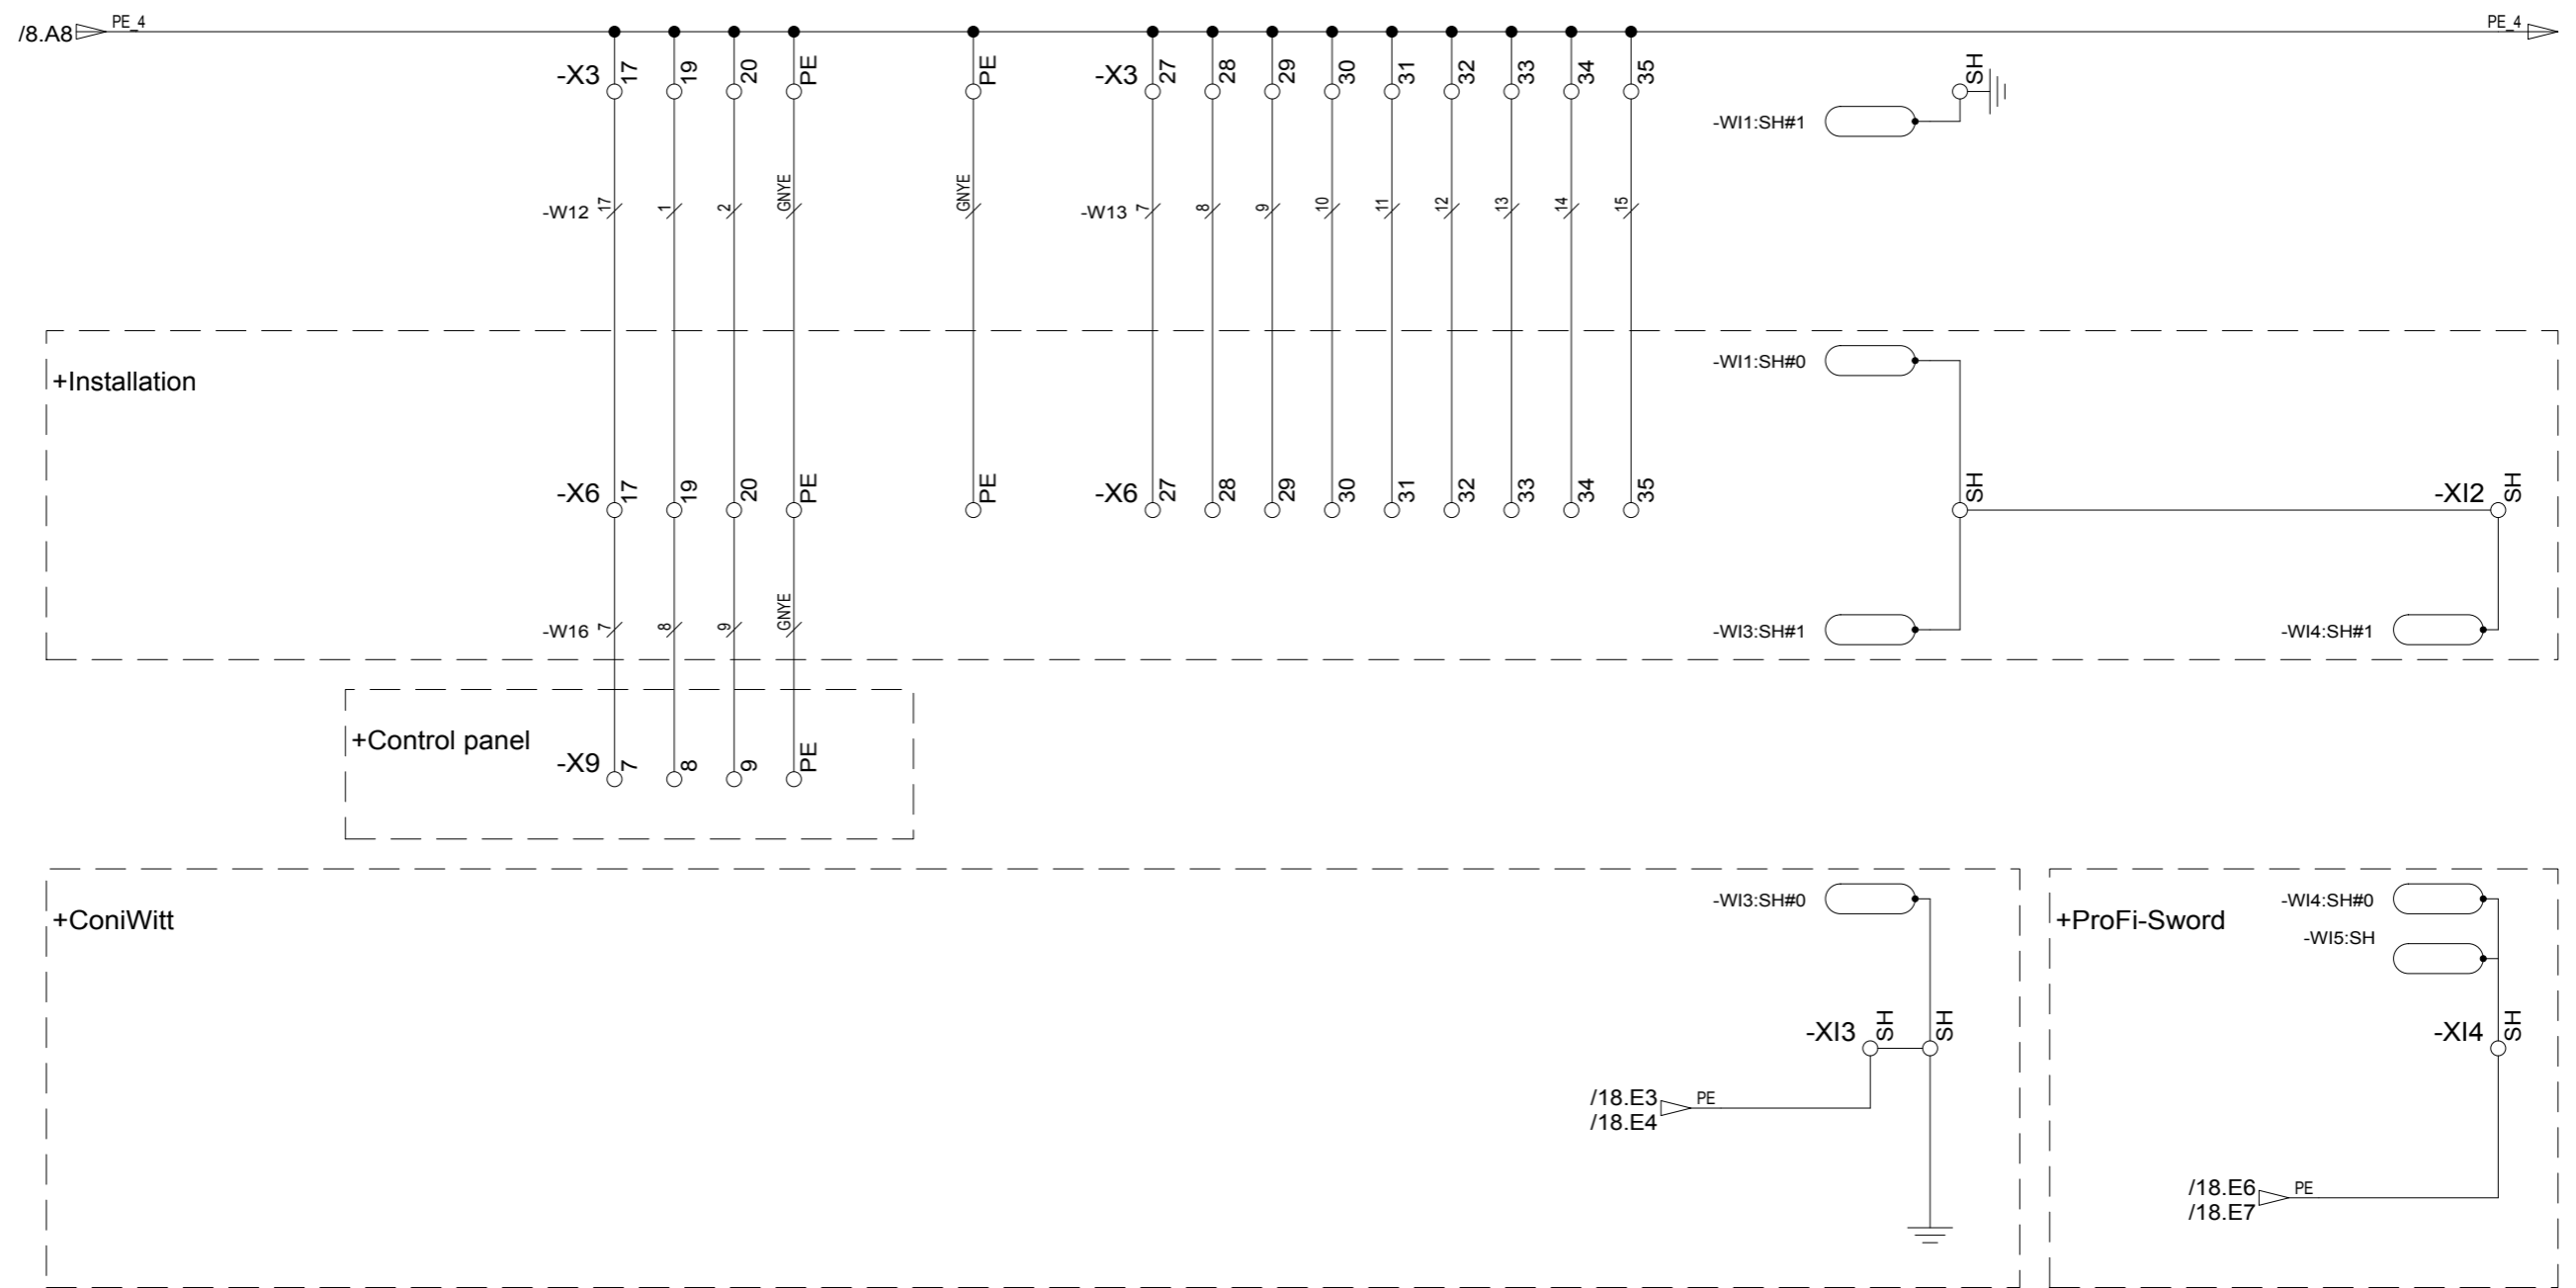 /8.A8 PE_4 PE_4
-X3 17 19 20 PE PE -X3 27 28 29 30 31 32 33 34 35 SH
-WI1:SH#1
-W12 17 1 2 GNYE GNYE -W13 7 8 9 10 11 12 13 14 15
+Installation
-WI1:SH#0
-X6 17 19 20 PE PE -X6 27 28 29 30 31 32 33 34 35 SH -XI2 SH
-W16 7 8 9 GNYE -WI3:SH#1 -WI4:SH#1
+Control panel
-X9 7 8 9 PE
+ConiWitt -WI3:SH#0 +ProFi-Sword -WI4:SH#0
-WI5:SH
-XI3 SH SH -XI4 SH
/18.E3 PE
/18.E4
/18.E6 PE
/18.E7